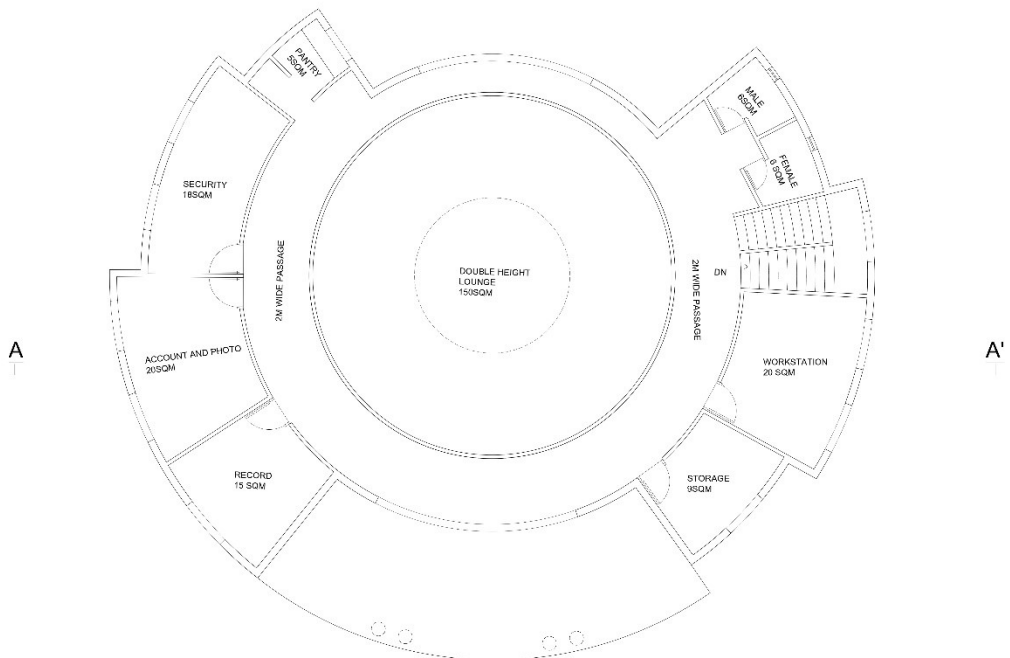 PANTRY
5SQM
MALE
6SQM
FEMALE
6 SQM
SECURITY
18SQM
2M WIDE PASSAGE
DOUBLE HEIGHT
LOUNGE
150SQM
2M WIDE PASSAGE
DN
A
A'
ACCOUNT AND PHOTO
20SQM
WORKSTATION
20 SQM
RECORD
15 SQM
STORAGE
9SQM